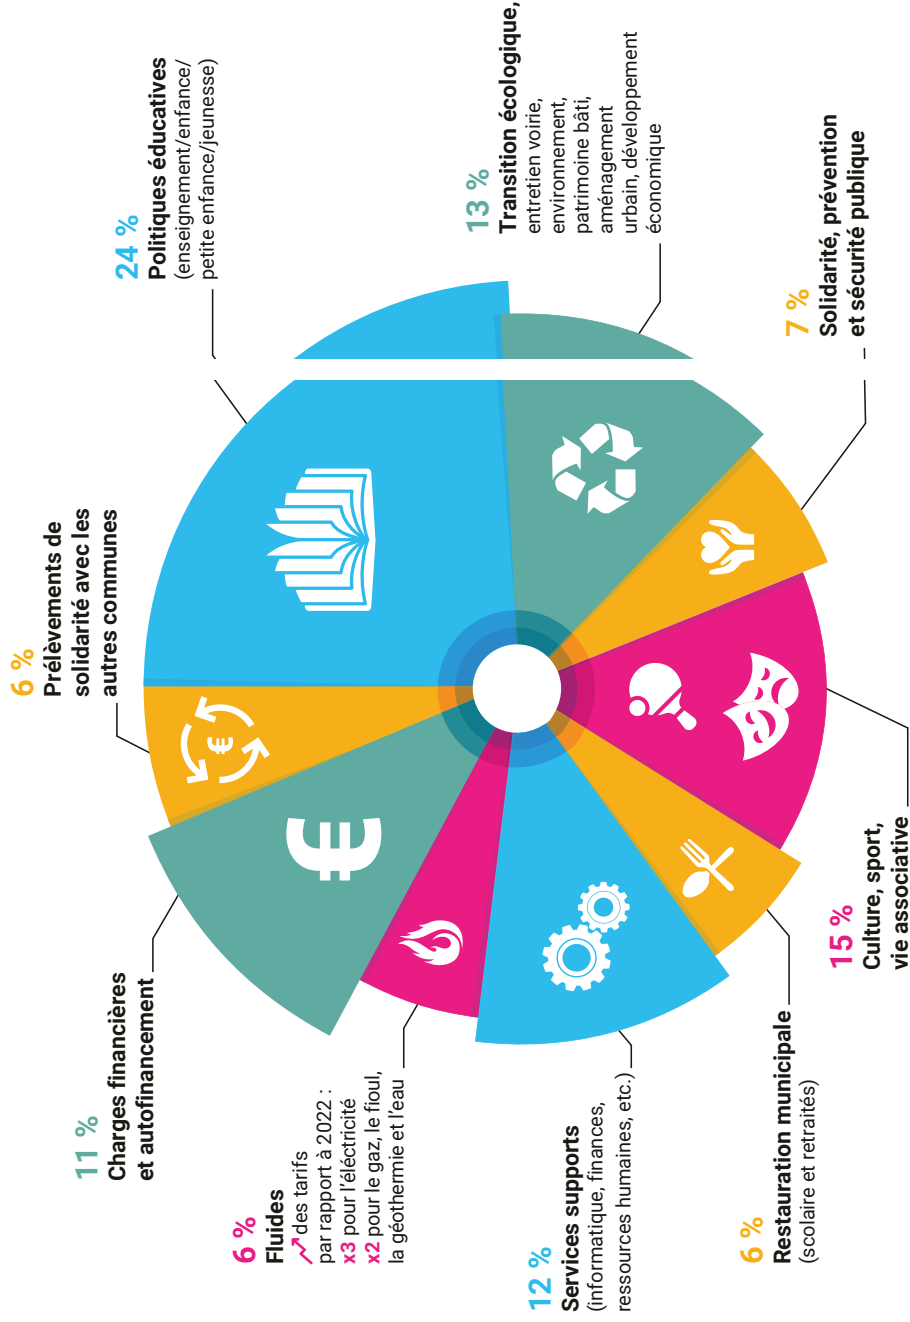 6 %
Prélèvements de
solidarité avec les
autres communes
24 %
Politiques éducatives
(enseignement/enfance/
petite enfance/jeunesse)
13 %
Transition écologique,
entretien voirie,
environnement,
patrimoine bâti,
aménagement
urbain, développement
économique
7 %
Solidarité, prévention
et sécurité publique
15 %
Culture, sport,
vie associative
6 %
Restauration municipale
(scolaire et retraités)
12 %
Services supports
(informatique, finances,
ressources humaines, etc.)
6 %
Fluides
des tarifs
par rapport à 2022 :
x3 pour l'éléctricité
x2 pour le gaz, le fioul,
la géothermie et l'eau
11 %
Charges financières
et autofinancement
€
€